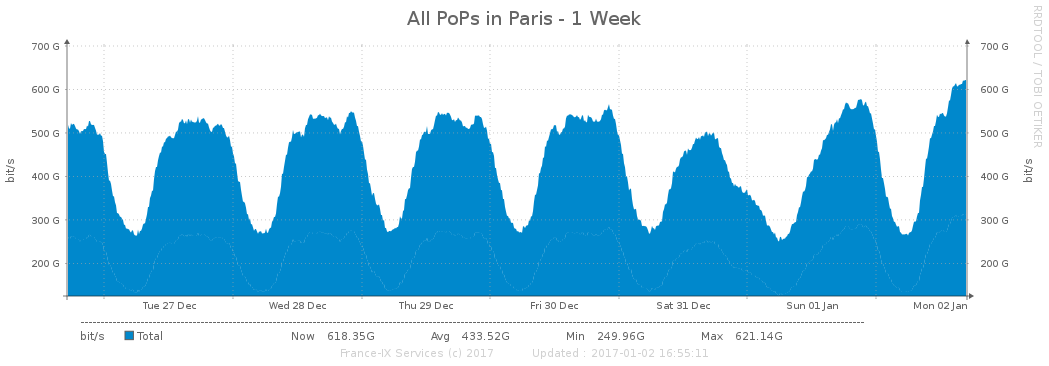 All PoPs in Paris - 1 Week
RRDTOOL / TOBI OETIKER
bit/s
700 G
600 G
500 G
400 G
300 G
200 G
700 G
600 G
500 G
400 G
300 G
200 G
bit/s
Tue 27 Dec Wed 28 Dec Thu 29 Dec Fri 30 Dec Sat 31 Dec Sun 01 Jan Mon 02 Jan
bit/s Total Now 618.35G Avg 433.52G Min 249.96G Max 621.14G
France-IX Services (c) 2017 Updated : 2017-01-02 16:55:11